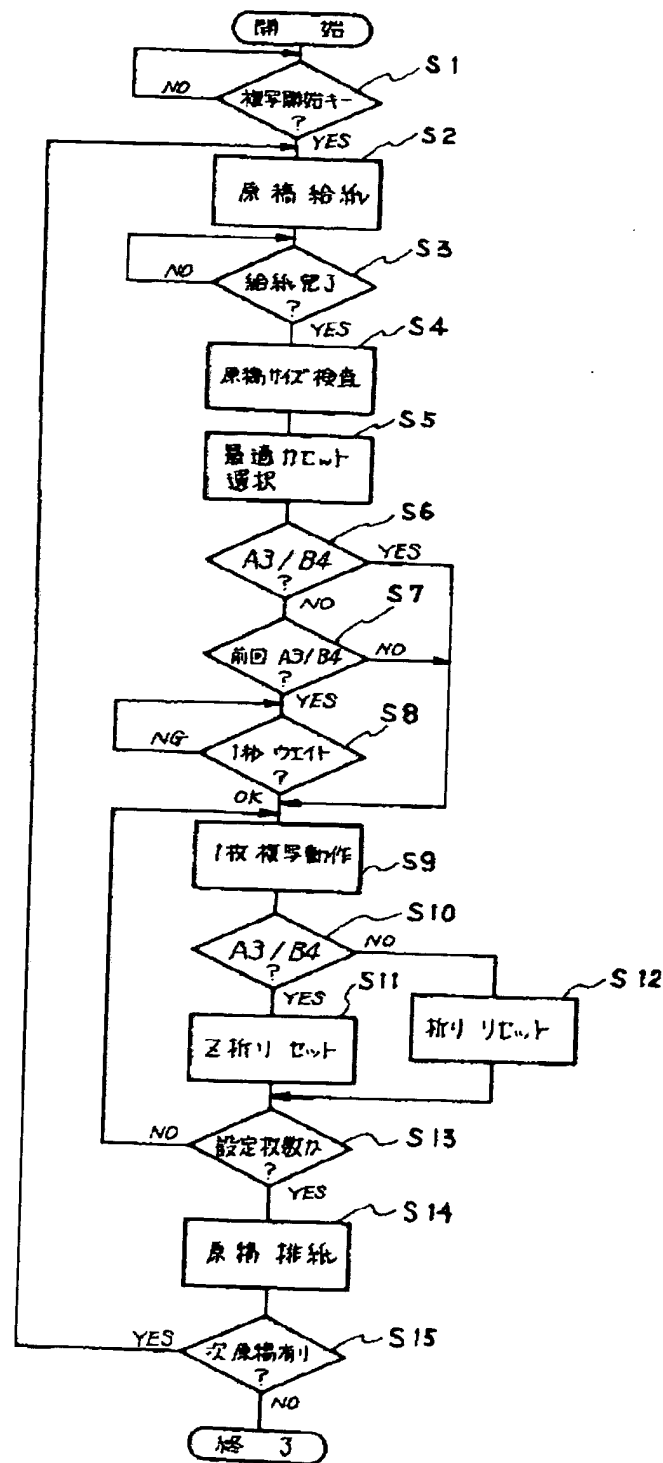 開始
S1
複写開始キー
?
NO
YES
S2
原稿給紙
S3
給紙完了
?
NO
YES
S4
原稿サイズ検査
S5
最適カセット
選択
S6
A3/B4
?
YES
NO
S7
前回 A3/B4
?
NO
YES
S8
1秒 ウエイト
?
NG
OK
1枚複写動作
S9
S10
A3/B4
?
NO
YES
S11
S12
Z折り セット
折り リセット
設定枚数か
?
S13
NO
YES
S14
原稿 排紙
S15
次原稿有り
?
YES
NO
終了